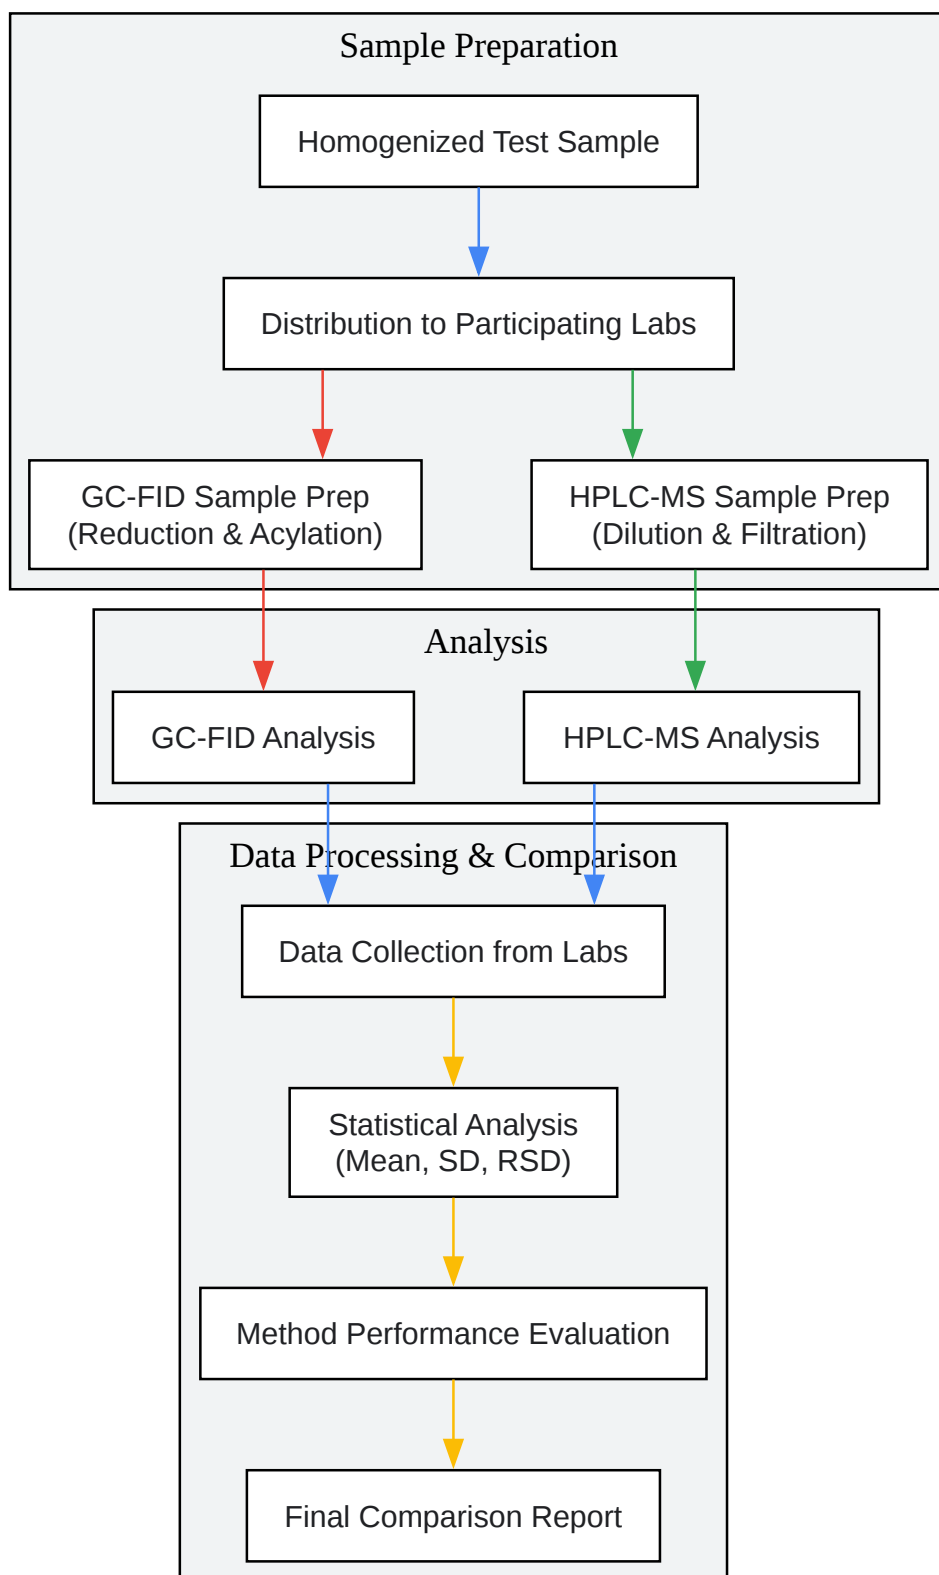 Sample Preparation
Homogenized Test Sample
Distribution to Participating Labs
GC-FID Sample Prep
(Reduction & Acylation)
HPLC-MS Sample Prep
(Dilution & Filtration)
Analysis
GC-FID Analysis
HPLC-MS Analysis
Data Processing & Comparison
Data Collection from Labs
Statistical Analysis
(Mean, SD, RSD)
Method Performance Evaluation
Final Comparison Report